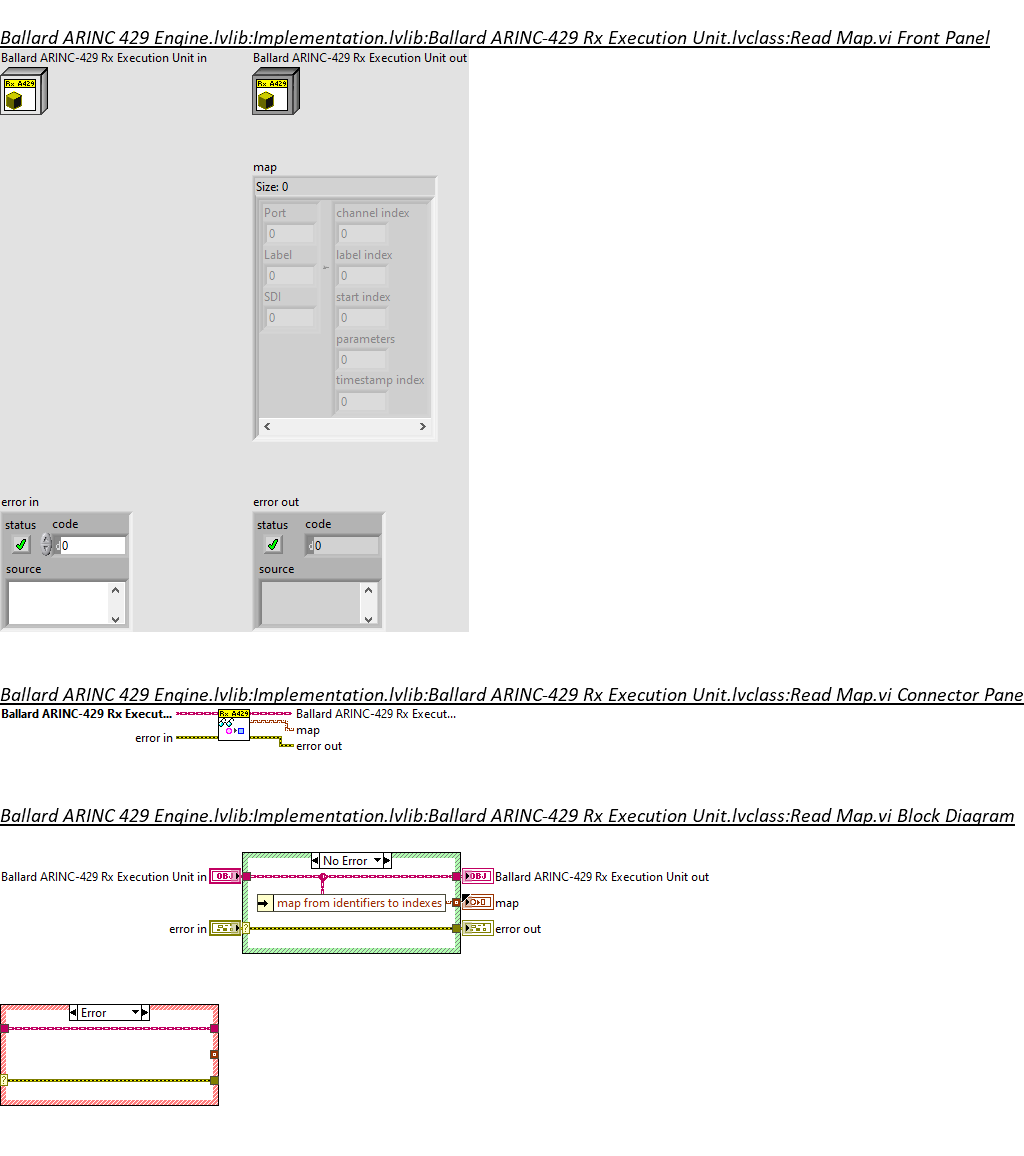 Ballard ARINC 429 Engine.lvlib:Implementation.lvlib:Ballard ARINC-429 Rx Execution Unit.lvclass:Read Map.vi Front Panel
Ballard ARINC-429 Rx Execution Unit in
Ballard ARINC-429 Rx Execution Unit out
Rx A429
Rx A429
map
Size: 0
Port
channel index
0
0
Label
label index
0
0
SDI
start index
0
0
parameters
0
timestamp index
0
error in
error out
status code
status code
0
0
source
source
Ballard ARINC 429 Engine.lvlib:Implementation.lvlib:Ballard ARINC-429 Rx Execution Unit.lvclass:Read Map.vi Connector Pane
Ballard ARINC-429 Rx Execut...
Rx A429
Ballard ARINC-429 Rx Execut...
map
error in
error out
Ballard ARINC 429 Engine.lvlib:Implementation.lvlib:Ballard ARINC-429 Rx Execution Unit.lvclass:Read Map.vi Block Diagram
No Error
Ballard ARINC-429 Rx Execution Unit in
OBJ
OBJ
Ballard ARINC-429 Rx Execution Unit out
map from identifiers to indexes
map
error in
?
error out
Error
?